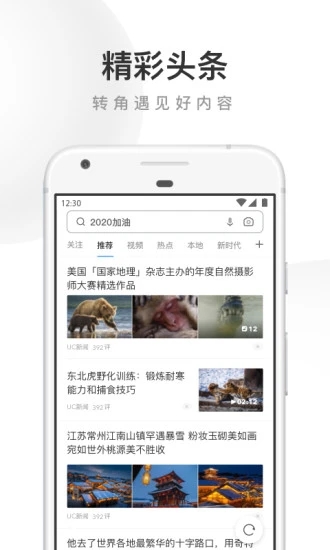 精彩头条
转角遇见好内容
12:30
2020加油
关注 推荐 视频 热点 本地 新时代 +
美国「国家地理」杂志主办的年度自然摄影
师大赛精选作品
12
UC新闻 392评
东北虎野化训练：锻炼耐寒
能力和捕食技巧
02:12
UC新闻 392评
江苏常州江南山镇罕遇暴雪 粉妆玉砌美如画
宛如世外桃源美不胜收
UC新闻 392评
他去了世界各地最繁华的十字路口，用奇特